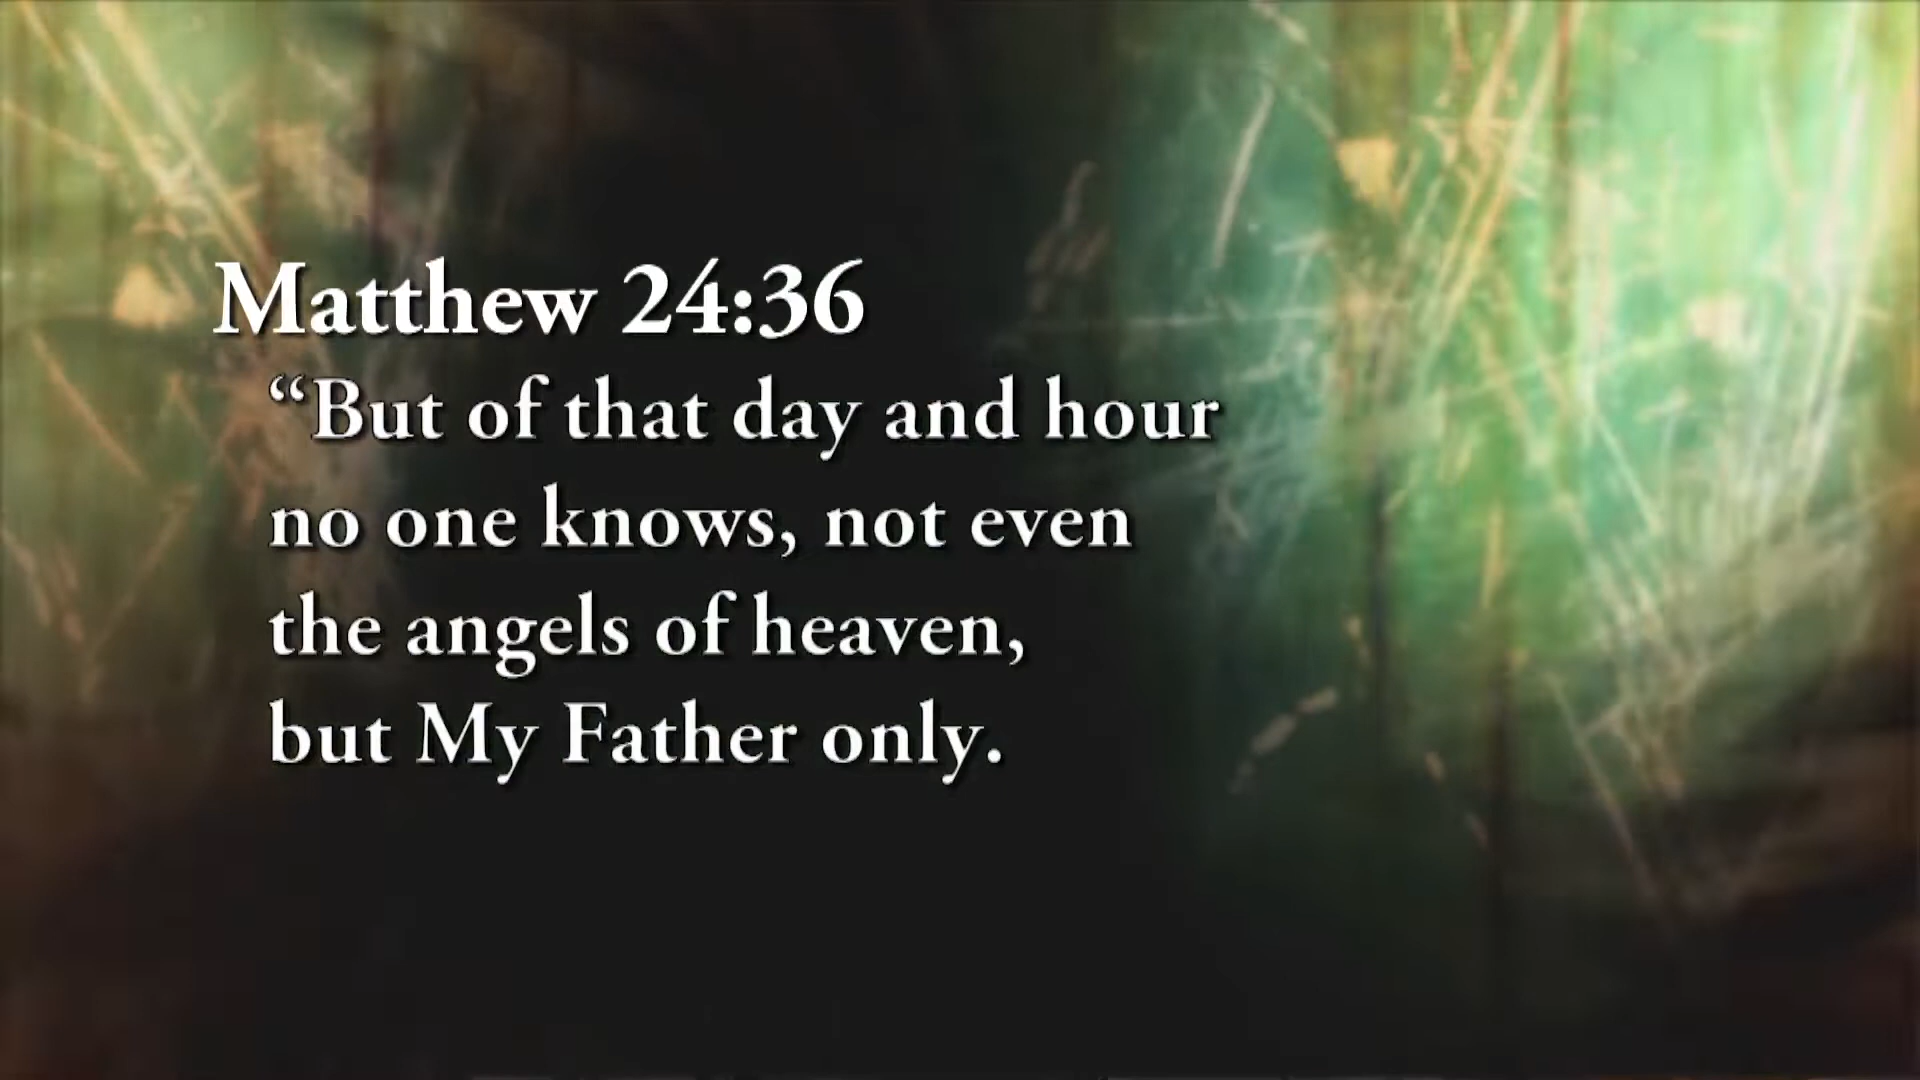 Matthew 24:36
“But of that day and hour
no one knows, not even
the angels of heaven,
but My Father only.